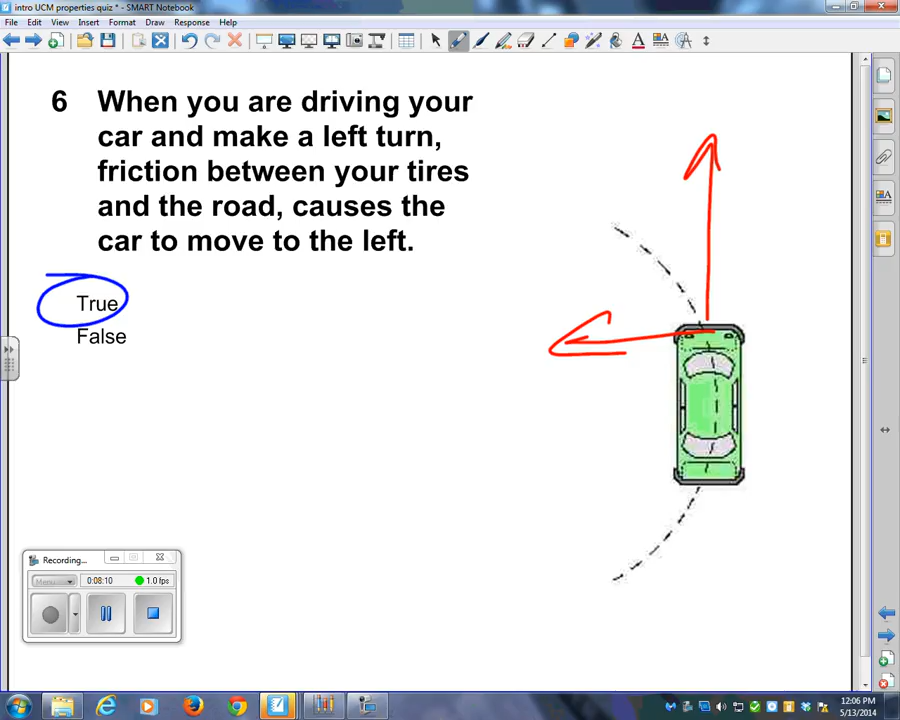 intro UCM properties quiz * - SMART Notebook
File Edit View Insert Format Draw Response Help
6 When you are driving your
car and make a left turn,
friction between your tires
and the road, causes the
car to move to the left.
True
False
Recording...
Menu 0:08:10 1.0 fps
12:06 PM
5/13/2014